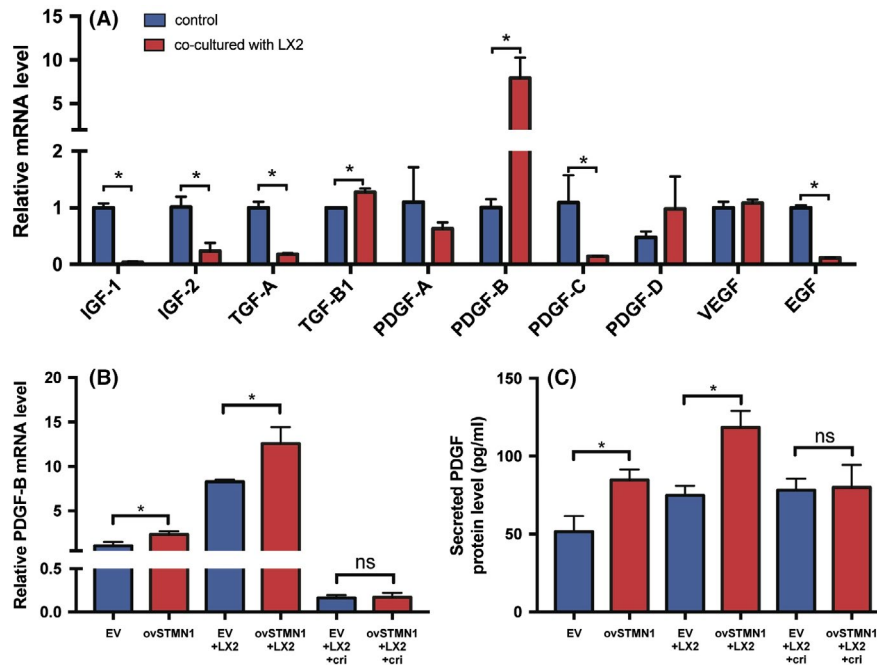 (A)
control
co-cultured with LX2
Relative mRNA level
15
10
5
2
1
0
*
*
*
*
*
*
*
IGF-1
IGF-2
TGF-A
TGF-B1
PDGF-A
PDGF-B
PDGF-C
PDGF-D
VEGF
EGF
(B)
Relative PDGF-B mRNA level
20
15
10
5
0.5
0.0
*
*
ns
EV
ovSTMN1
EV
+LX2
ovSTMN1
+LX2
EV
+LX2
+cri
ovSTMN1
+LX2
+cri
(C)
Secreted PDGF
protein level (pg/ml)
150
100
50
0
*
*
ns
EV
ovSTMN1
EV
+LX2
ovSTMN1
+LX2
EV
+LX2
+cri
ovSTMN1
+LX2
+cri